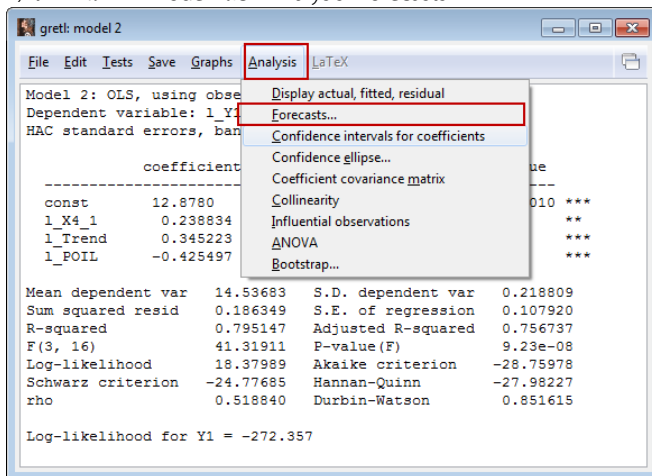 gretl: model 2
File Edit Tests Save Graphs Analysis LaTeX
Model 2: OLS, using obse
Dependent variable: l_Y1
HAC standard errors, ban
Display actual, fitted, residual
Forecasts...
Confidence intervals for coefficients
Confidence ellipse...
Coefficient covariance matrix
Collinearity
Influential observations
ANOVA
Bootstrap...
coefficient ue
const 12.8780 010 ***
l_X4_1 0.238834 **
l_Trend 0.345223 ***
l_POIL -0.425497 ***
Mean dependent var 14.53683 S.D. dependent var 0.218809
Sum squared resid 0.186349 S.E. of regression 0.107920
R-squared 0.795147 Adjusted R-squared 0.756737
F(3, 16) 41.31911 P-value(F) 9.23e-08
Log-likelihood 18.37989 Akaike criterion -28.75978
Schwarz criterion -24.77685 Hannan-Quinn -27.98227
rho 0.518840 Durbin-Watson 0.851615
Log-likelihood for Y1 = -272.357